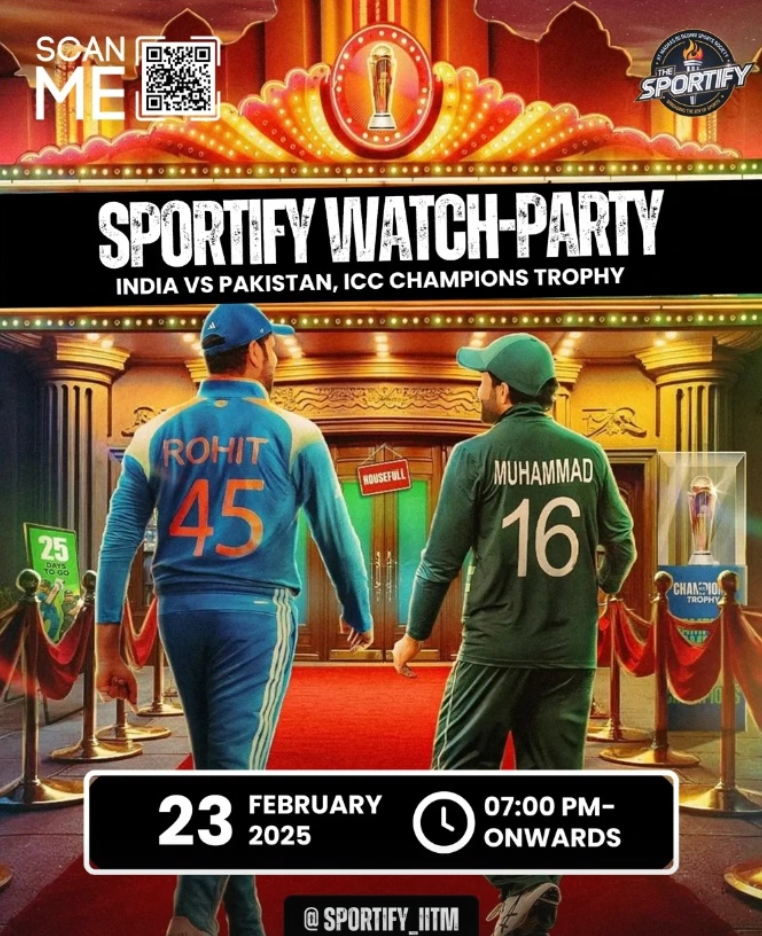 SCAN
ME
THE
SPORTIFY
SPORTIFY WATCH-PARTY
INDIA VS PAKISTAN, ICC CHAMPIONS TROPHY
ROHIT
45
MUHAMMAD
16
HOUSEFULL
25
DAYS
TO GO
CHAMPIONS
TROPHY
23 FEBRUARY
2025
07:00 PM-
ONWARDS
@SPORTIFY_IITM